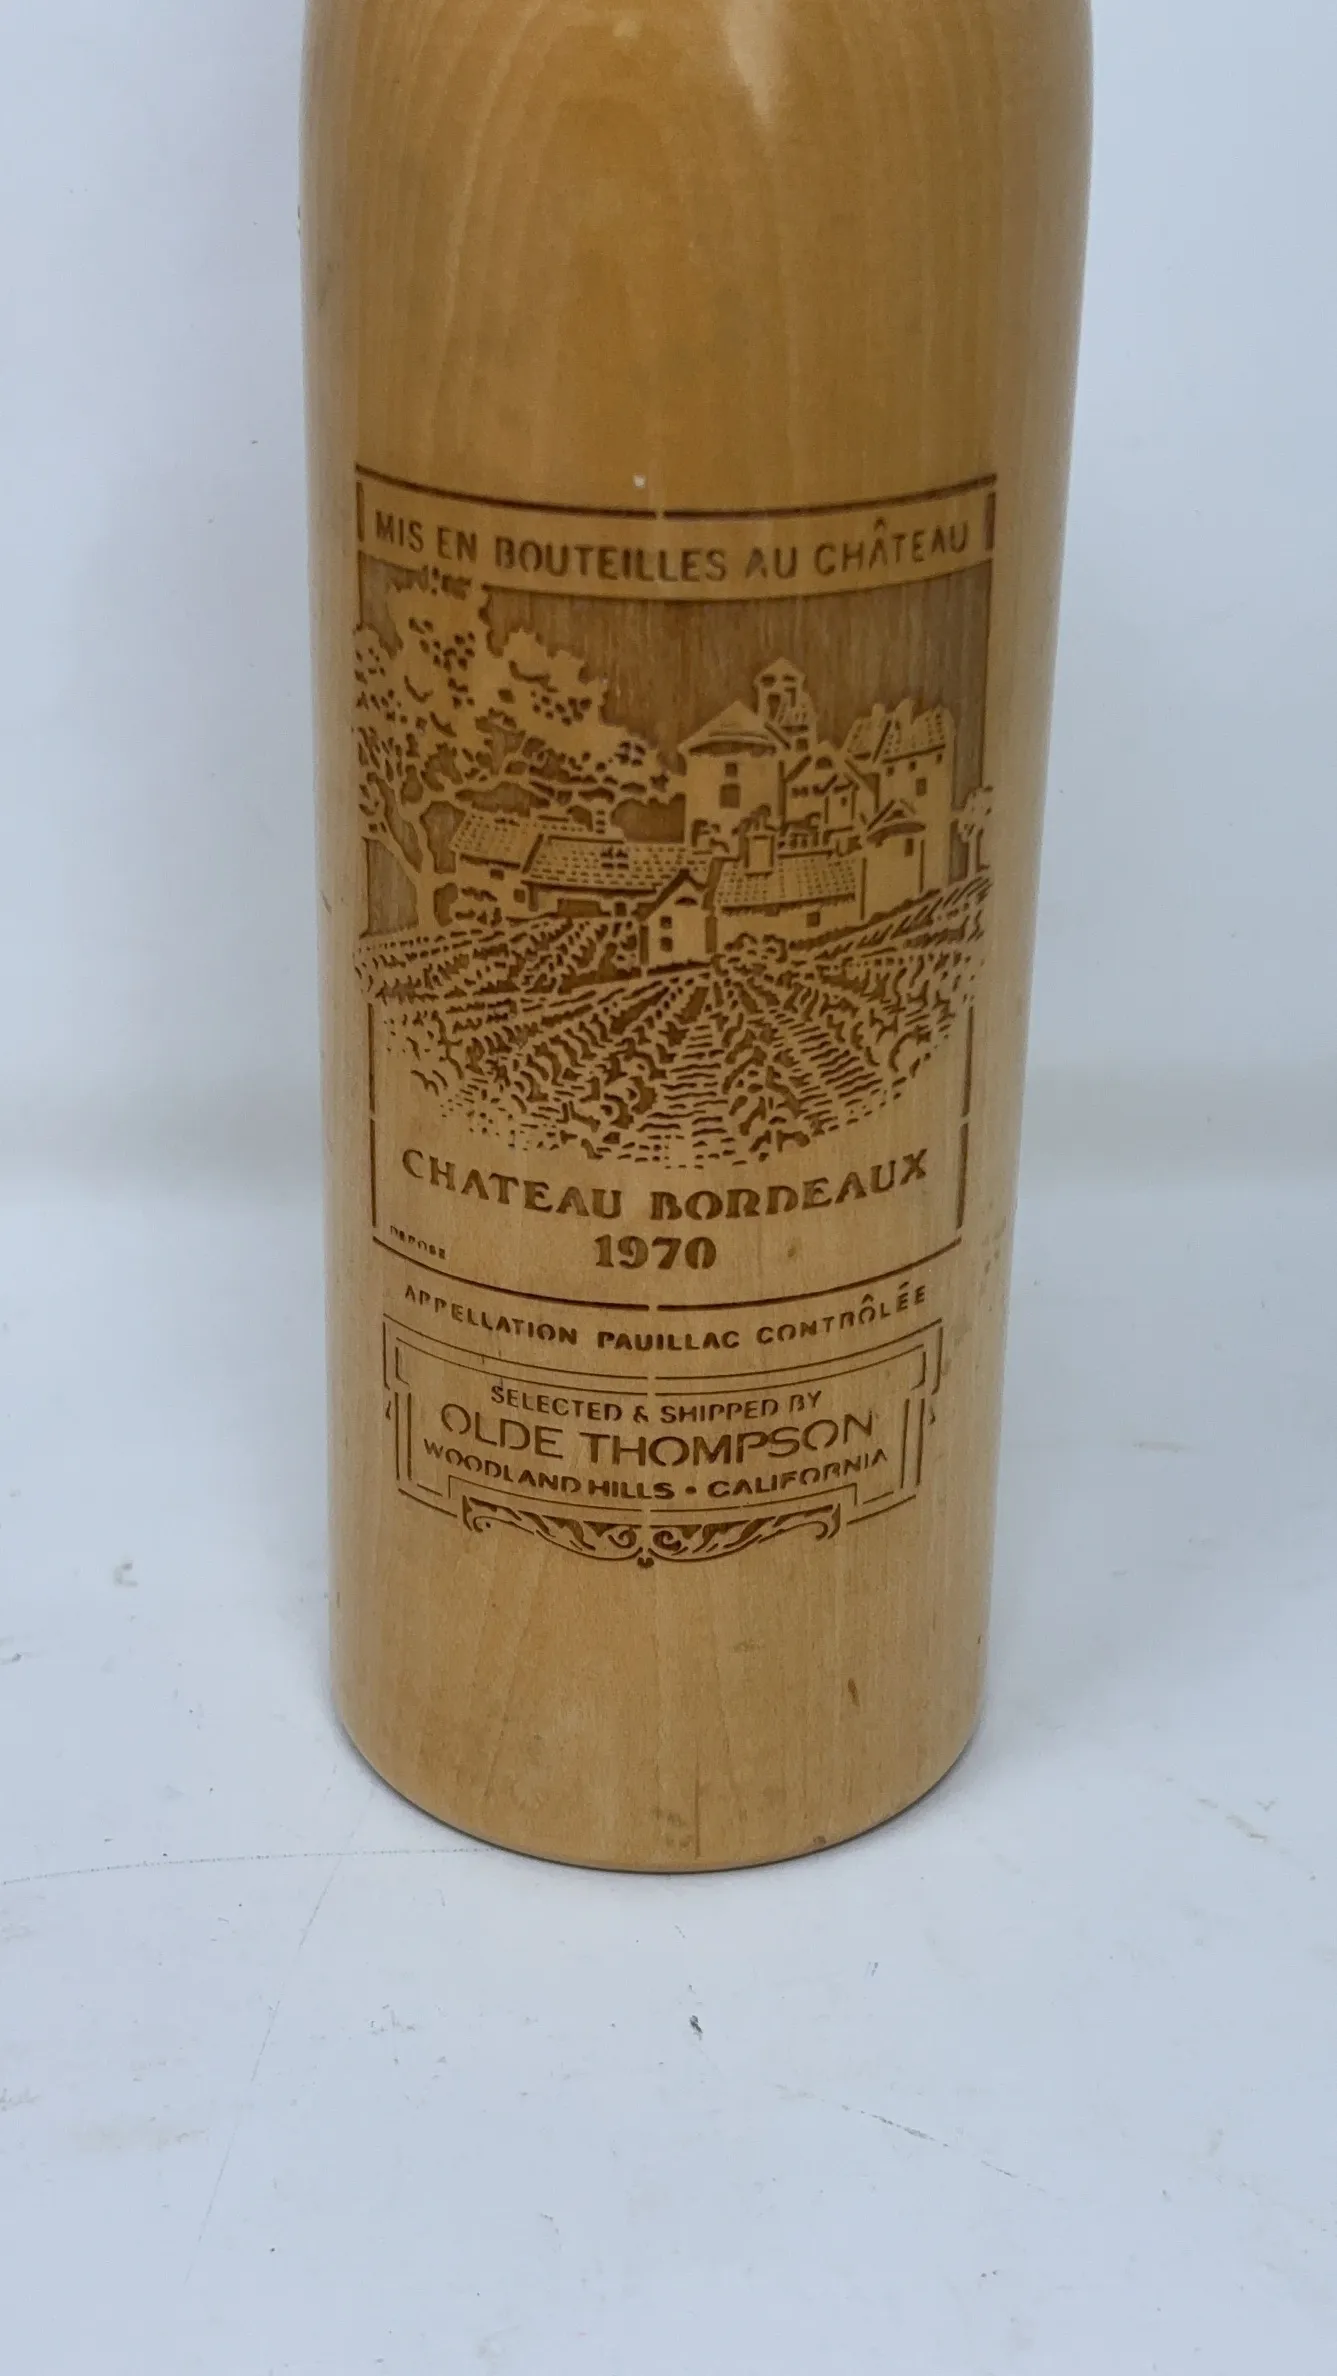 MIS EN BOUTEILLES AU CHÂTEAU
CHATEAU BORDEAUX
1970
DEPOSE
APPELLATION PAUILLAC CONTRÔLÉE
SELECTED & SHIPPED BY
OLDE THOMPSON
WOODLAND HILLS • CALIFORNIA